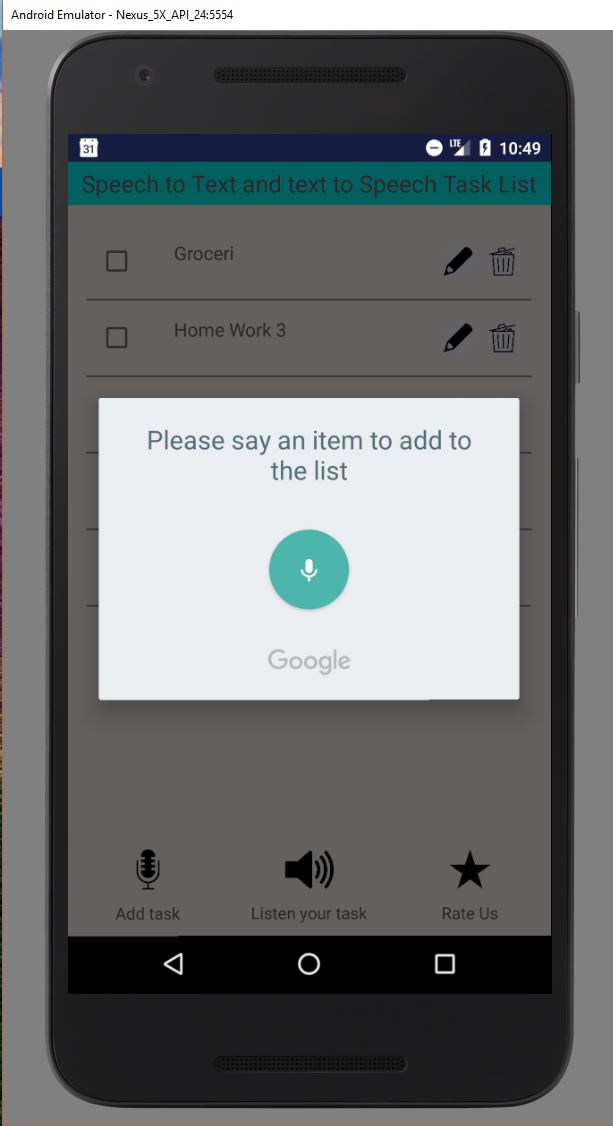 Android Emulator - Nexus_5X_API_24:5554
31 LTE 10:49
Speech to Text and text to Speech Task List
Groceri
Home Work 3
Please say an item to add to
the list
Google
Add task Listen your task Rate Us